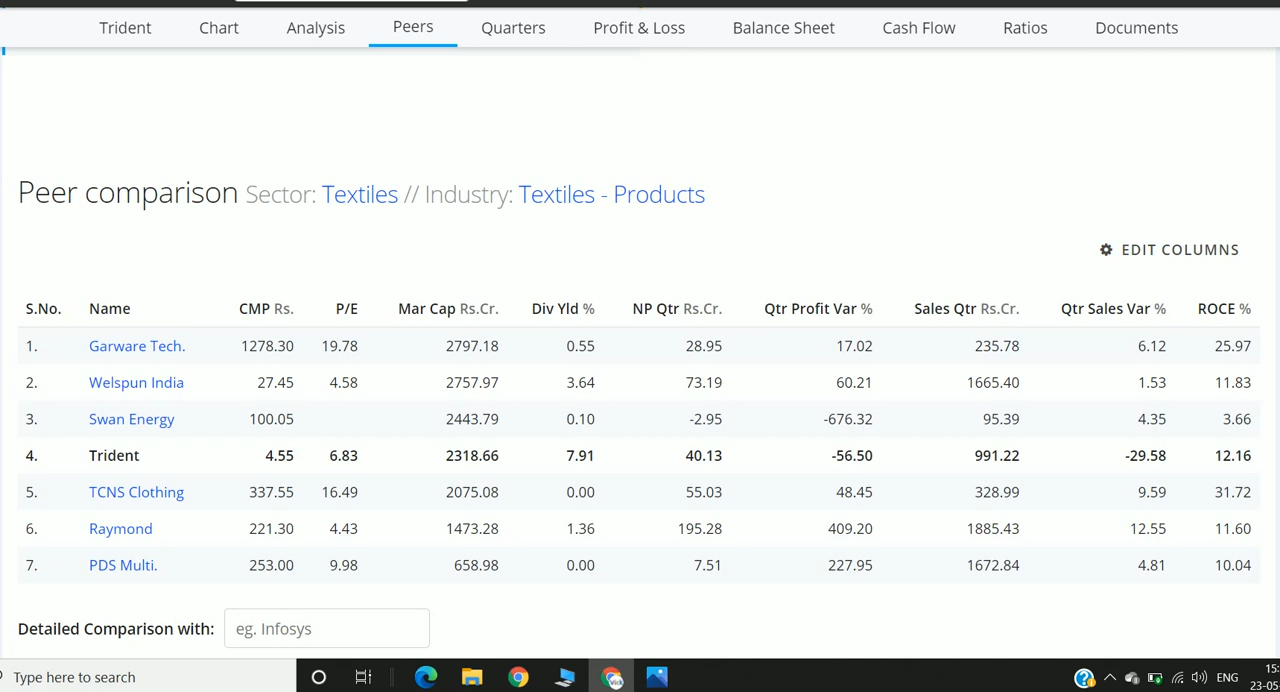 Trident Chart Analysis Peers Quarters Profit & Loss Balance Sheet Cash Flow Ratios Documents
Peer comparison Sector: Textiles // Industry: Textiles - Products
EDIT COLUMNS
S.No. Name CMP Rs. P/E Mar Cap Rs.Cr. Div Yld % NP Qtr Rs.Cr. Qtr Profit Var % Sales Qtr Rs.Cr. Qtr Sales Var % ROCE %
1. Garware Tech. 1278.30 19.78 2797.18 0.55 28.95 17.02 235.78 6.12 25.97
2. Welspun India 27.45 4.58 2757.97 3.64 73.19 60.21 1665.40 1.53 11.83
3. Swan Energy 100.05 2443.79 0.10 -2.95 -676.32 95.39 4.35 3.66
4. Trident 4.55 6.83 2318.66 7.91 40.13 -56.50 991.22 -29.58 12.16
5. TCNS Clothing 337.55 16.49 2075.08 0.00 55.03 48.45 328.99 9.59 31.72
6. Raymond 221.30 4.43 1473.28 1.36 195.28 409.20 1885.43 12.55 11.60
7. PDS Multi. 253.00 9.98 658.98 0.00 7.51 227.95 1672.84 4.81 10.04
Detailed Comparison with: eg. Infosys
Type here to search ENG 15:
23-05